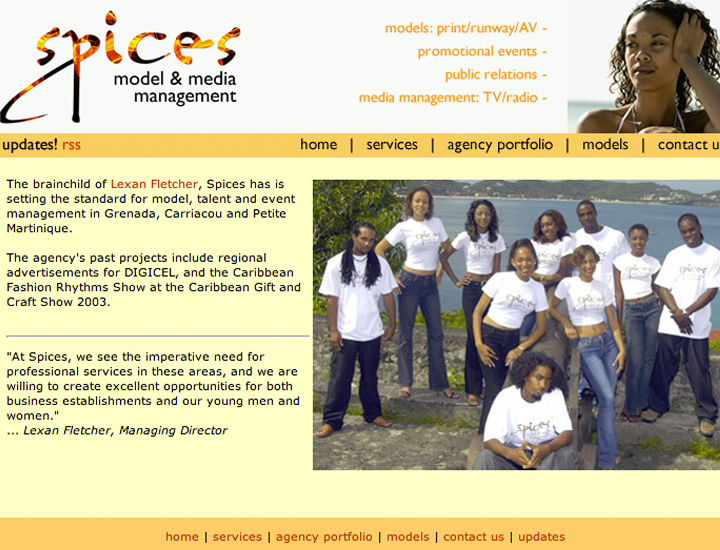 spices
model & media
management
models: print/runway/AV -
promotional events -
public relations -
media management: TV/radio -
updates! rss
home | services | agency portfolio | models | contact u
The brainchild of Lexan Fletcher, Spices has is
setting the standard for model, talent and event
management in Grenada, Carriacou and Petite
Martinique.
The agency's past projects include regional
advertisements for DIGICEL, and the Caribbean
Fashion Rhythms Show at the Caribbean Gift and
Craft Show 2003.
"At Spices, we see the imperative need for
professional services in these areas, and we are
willing to create excellent opportunities for both
business establishments and our young men and
women."
... Lexan Fletcher, Managing Director
spices
home | services | agency portfolio | models | contact us | updates